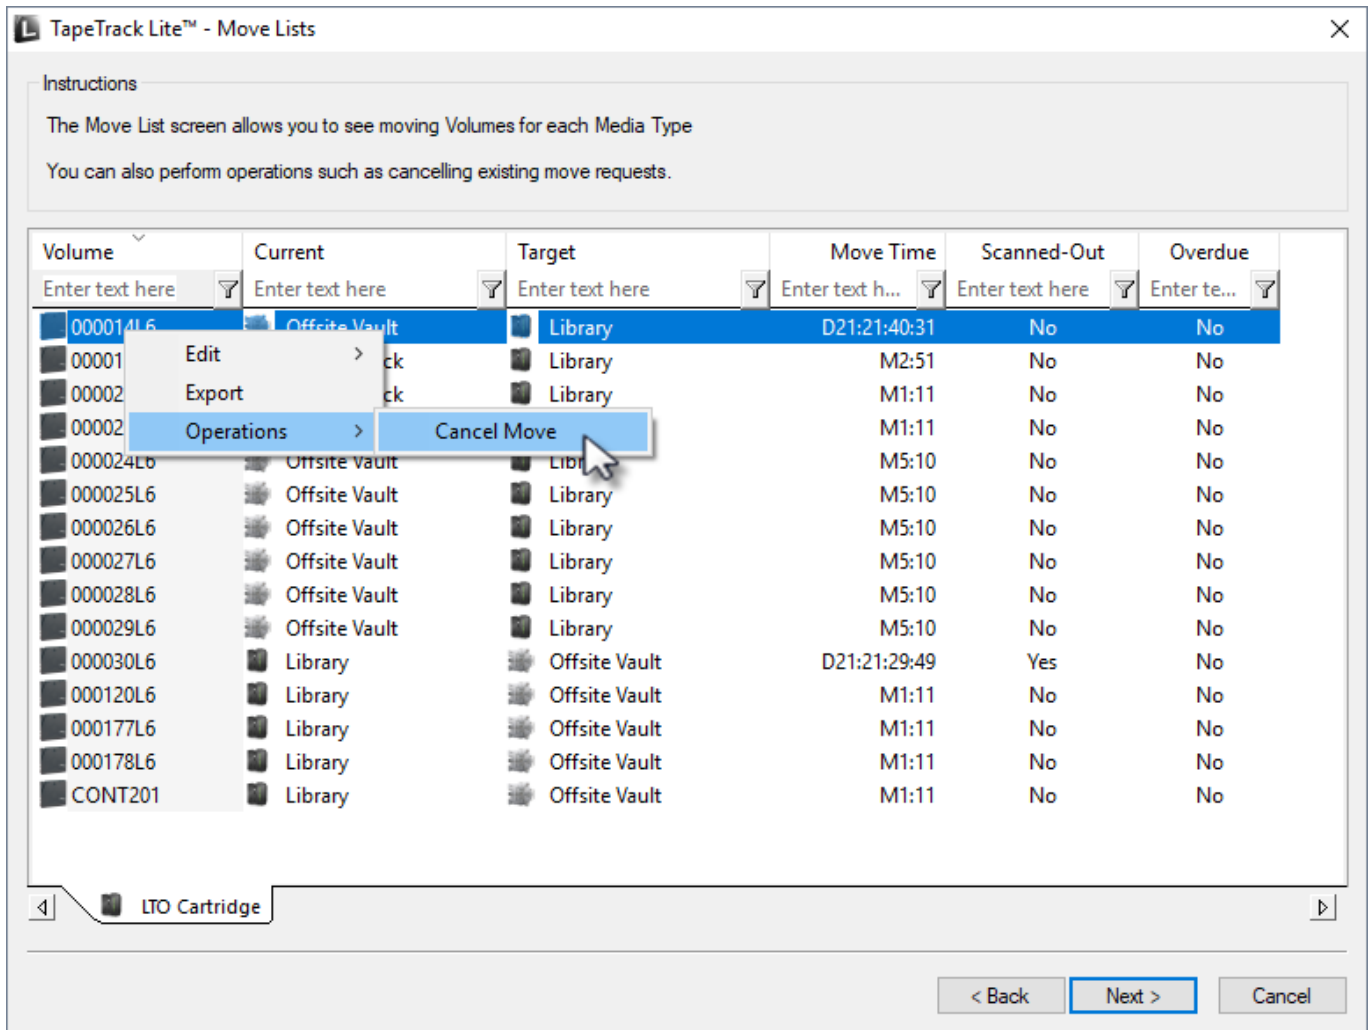 TapeTrack Lite™ - Move Lists
Instructions
The Move List screen allows you to see moving Volumes for each Media Type
You can also perform operations such as cancelling existing move requests.
Volume Current Target Move Time Scanned-Out Overdue
Enter text here Enter text here Enter text here Enter text h... Enter text here Enter te...
000014L6 Offsite Vault Library D21:21:40:31 No No
00001 ck Library M2:51 No No
00002 ck Library M1:11 No No
00002 M1:11 No No
000024L6 Offsite Vault M5:10 No No
000025L6 Offsite Vault Library M5:10 No No
000026L6 Offsite Vault Library M5:10 No No
000027L6 Offsite Vault Library M5:10 No No
000028L6 Offsite Vault Library M5:10 No No
000029L6 Offsite Vault Library M5:10 No No
000030L6 Library Offsite Vault D21:21:29:49 Yes No
000120L6 Library Offsite Vault M1:11 No No
000177L6 Library Offsite Vault M1:11 No No
000178L6 Library Offsite Vault M1:11 No No
CONT201 Library Offsite Vault M1:11 No No
Edit >
Export
Operations >
Cancel Move
LTO Cartridge
< Back Next > Cancel